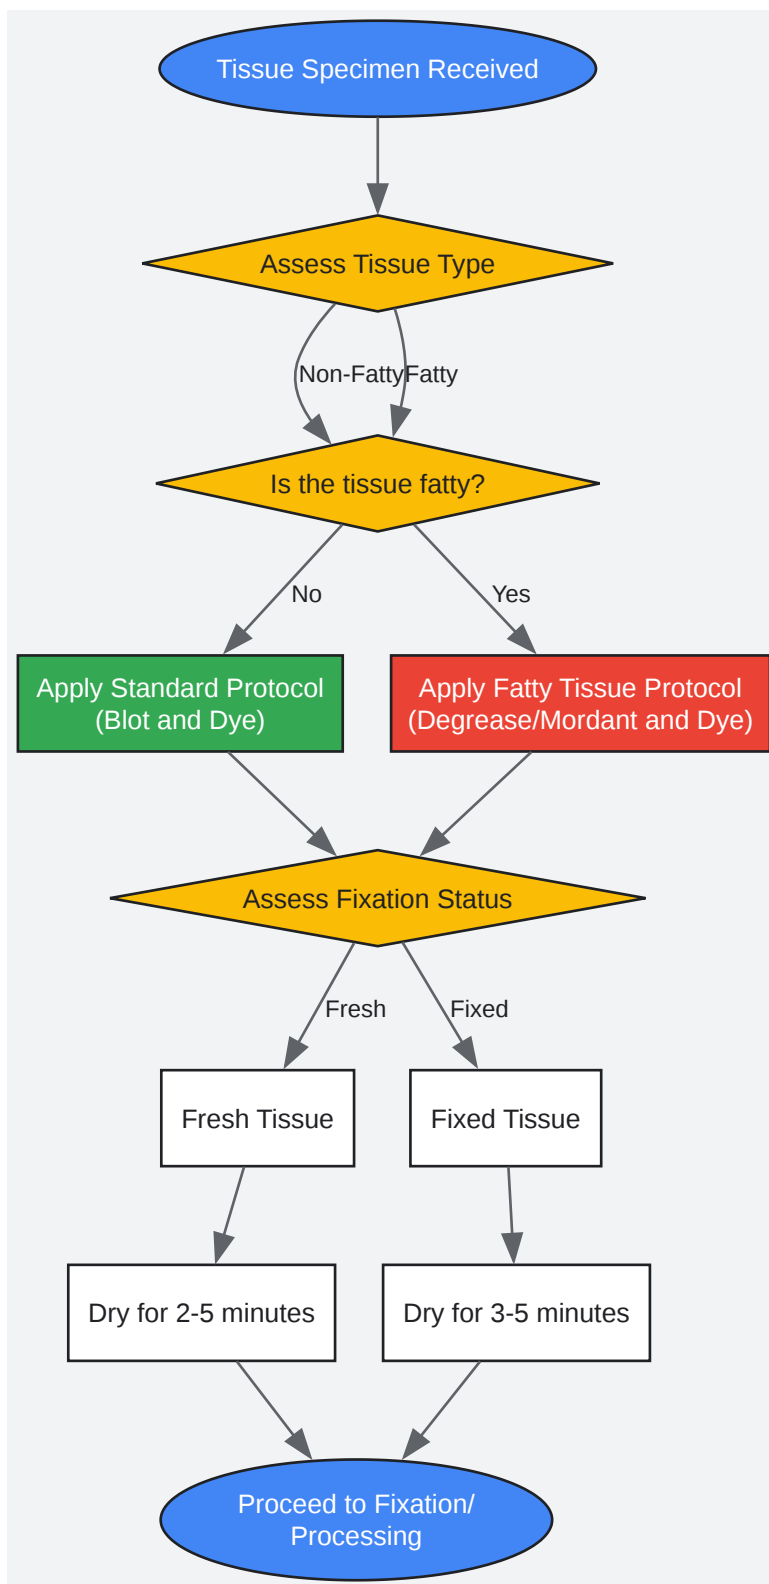 Tissue Specimen Received
Assess Tissue Type
Non-Fatty
Fatty
Is the tissue fatty?
No
Yes
Apply Standard Protocol
(Blot and Dye)
Apply Fatty Tissue Protocol
(Degrease/Mordant and Dye)
Assess Fixation Status
Fresh
Fixed
Fresh Tissue
Fixed Tissue
Dry for 2-5 minutes
Dry for 3-5 minutes
Proceed to Fixation/
Processing